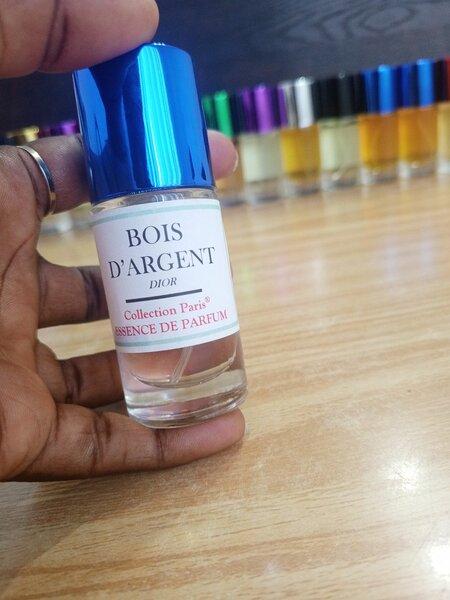 BOIS
D'ARGENT
DIOR
Collection Paris®
ESSENCE DE PARFUM